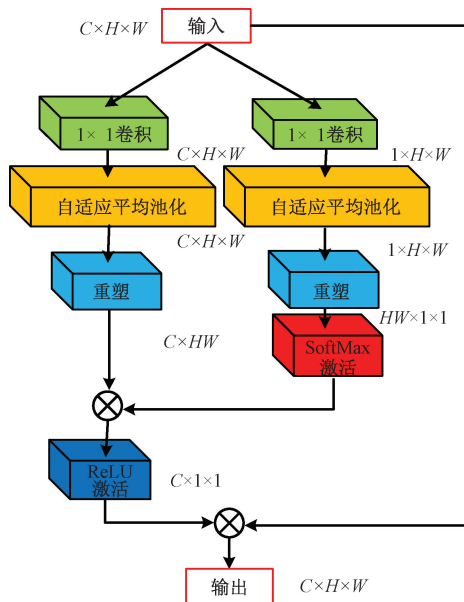 C×H×W
输入
1× 1卷积
1× 1卷积
C×H×W
1×H×W
自适应平均池化
自适应平均池化
C×H×W
1×H×W
重塑
重塑
HW×1×1
C×HW
SoftMax
激活
ReLU
激活
C×1×1
输出
C×H×W